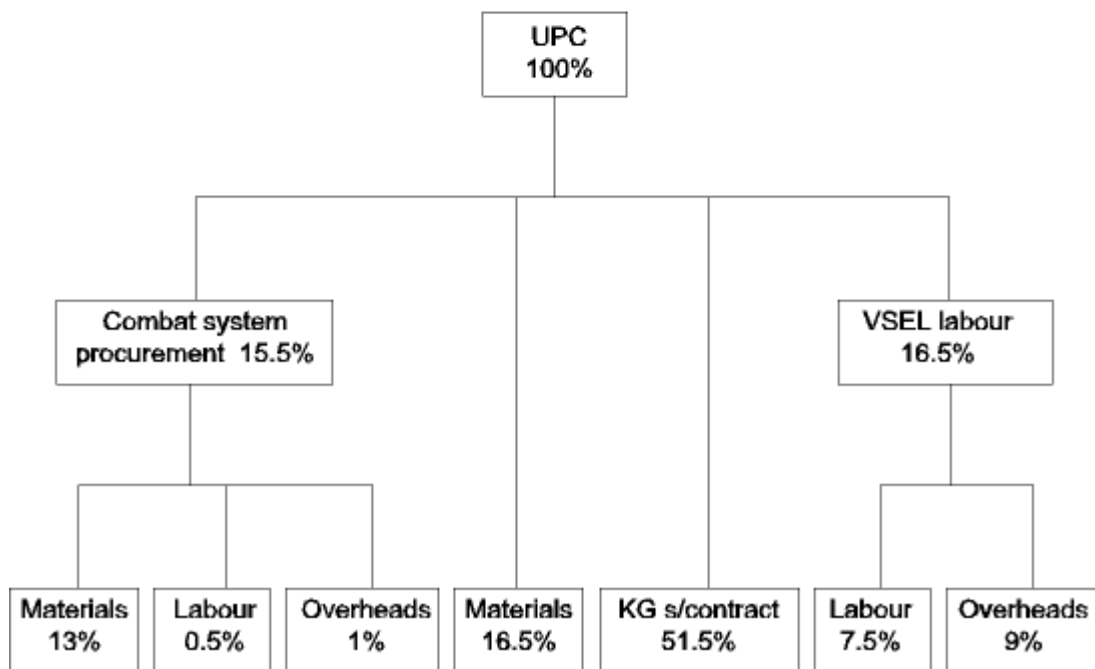 UPC
100%
Combat system
procurement 15.5%
VSEL labour
16.5%
Materials
13%
Labour
0.5%
Overheads
1%
Materials
16.5%
KG s/contract
51.5%
Labour
7.5%
Overheads
9%